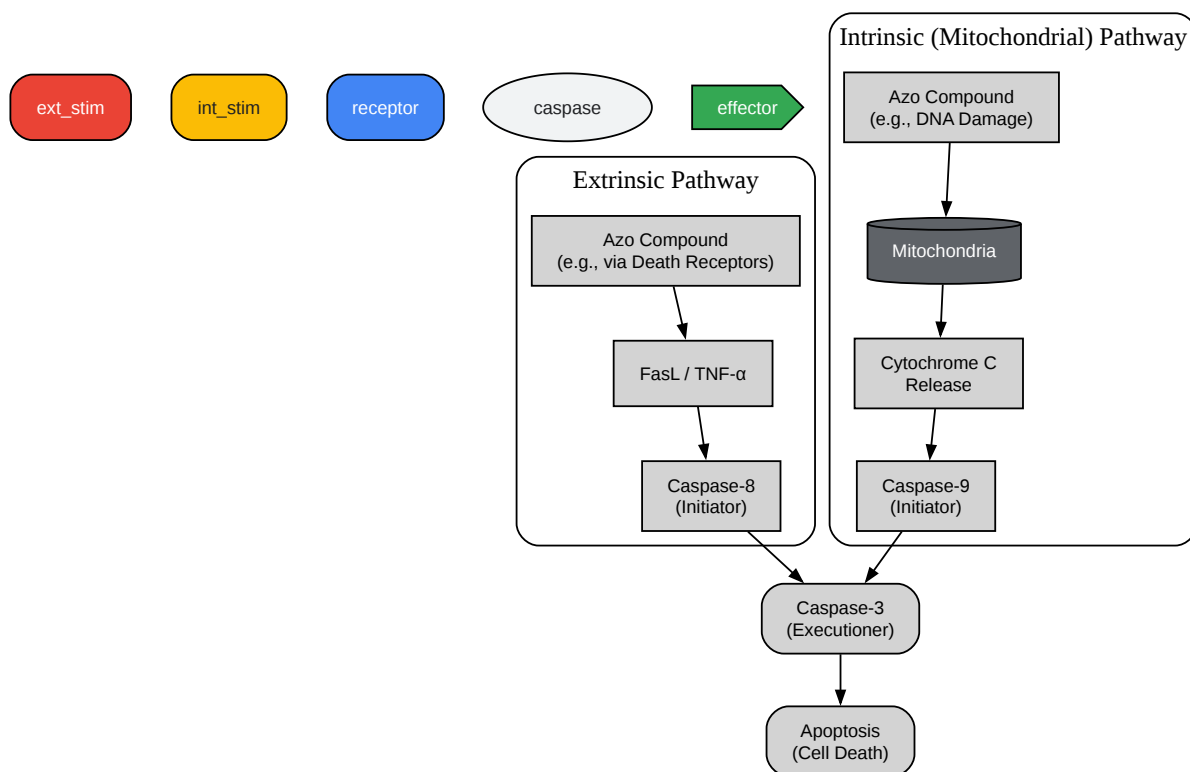 ext_stim
int_stim
receptor
caspase
effector
Extrinsic Pathway
Azo Compound
(e.g., via Death Receptors)
FasL / TNF-α
Caspase-8
(Initiator)
Intrinsic (Mitochondrial) Pathway
Azo Compound
(e.g., DNA Damage)
Mitochondria
Cytochrome C
Release
Caspase-9
(Initiator)
Caspase-3
(Executioner)
Apoptosis
(Cell Death)